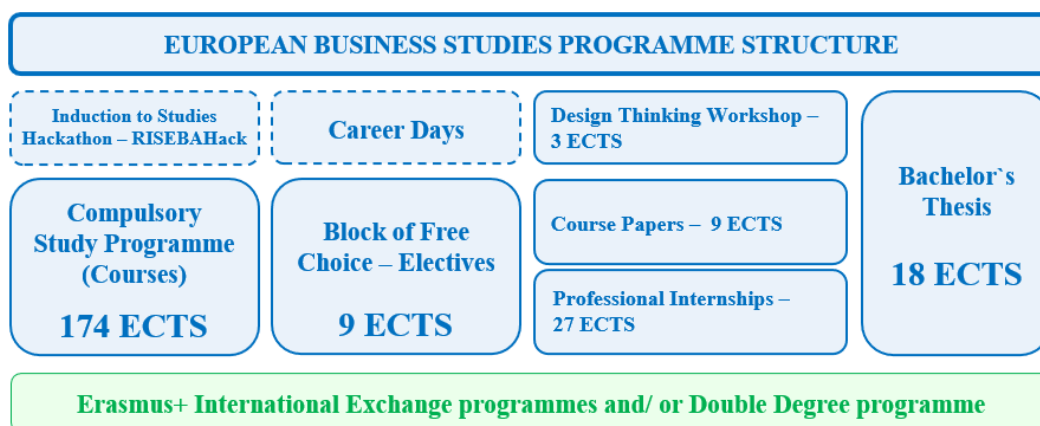 EUROPEAN BUSINESS STUDIES PROGRAMME STRUCTURE
Induction to Studies
Hackathon – RISEBAHack
Career Days
Design Thinking Workshop –
3 ECTS
Compulsory
Study Programme
(Courses)
174 ECTS
Block of Free
Choice – Electives
9 ECTS
Course Papers – 9 ECTS
Professional Internships –
27 ECTS
Bachelor`s
Thesis
18 ECTS
Erasmus+ International Exchange programmes and/ or Double Degree programme